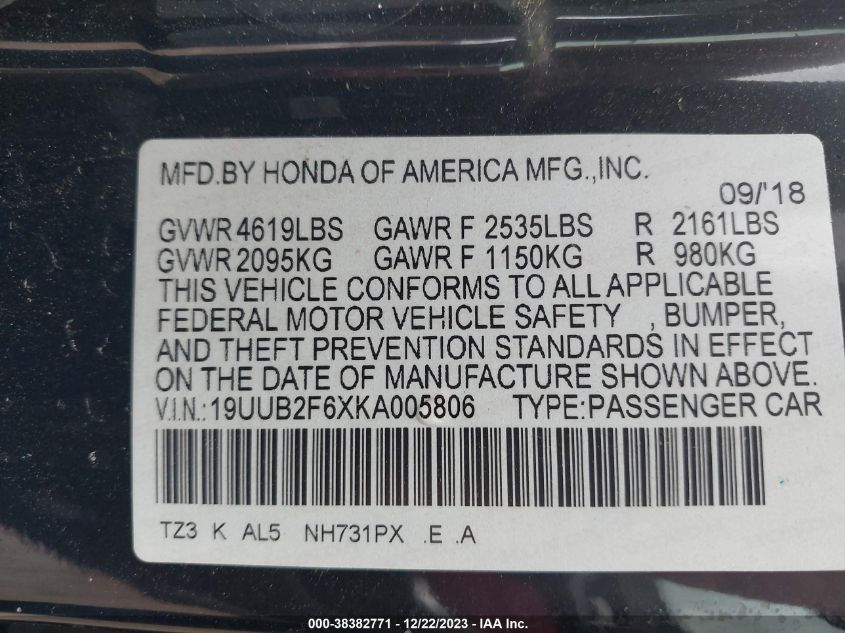 MFD.BY HONDA OF AMERICA MFG.,INC.
09/'18
GVWR 4619LBS GAWR F 2535LBS R 2161LBS
GVWR 2095KG GAWR F 1150KG R 980KG
THIS VEHICLE CONFORMS TO ALL APPLICABLE
FEDERAL MOTOR VEHICLE SAFETY , BUMPER,
AND THEFT PREVENTION STANDARDS IN EFFECT
ON THE DATE OF MANUFACTURE SHOWN ABOVE.
V.I.N.: 19UUB2F6XKA005806 TYPE:PASSENGER CAR
TZ3 K AL5 NH731PX .E .A
000-38382771 - 12/22/2023 - IAA Inc.